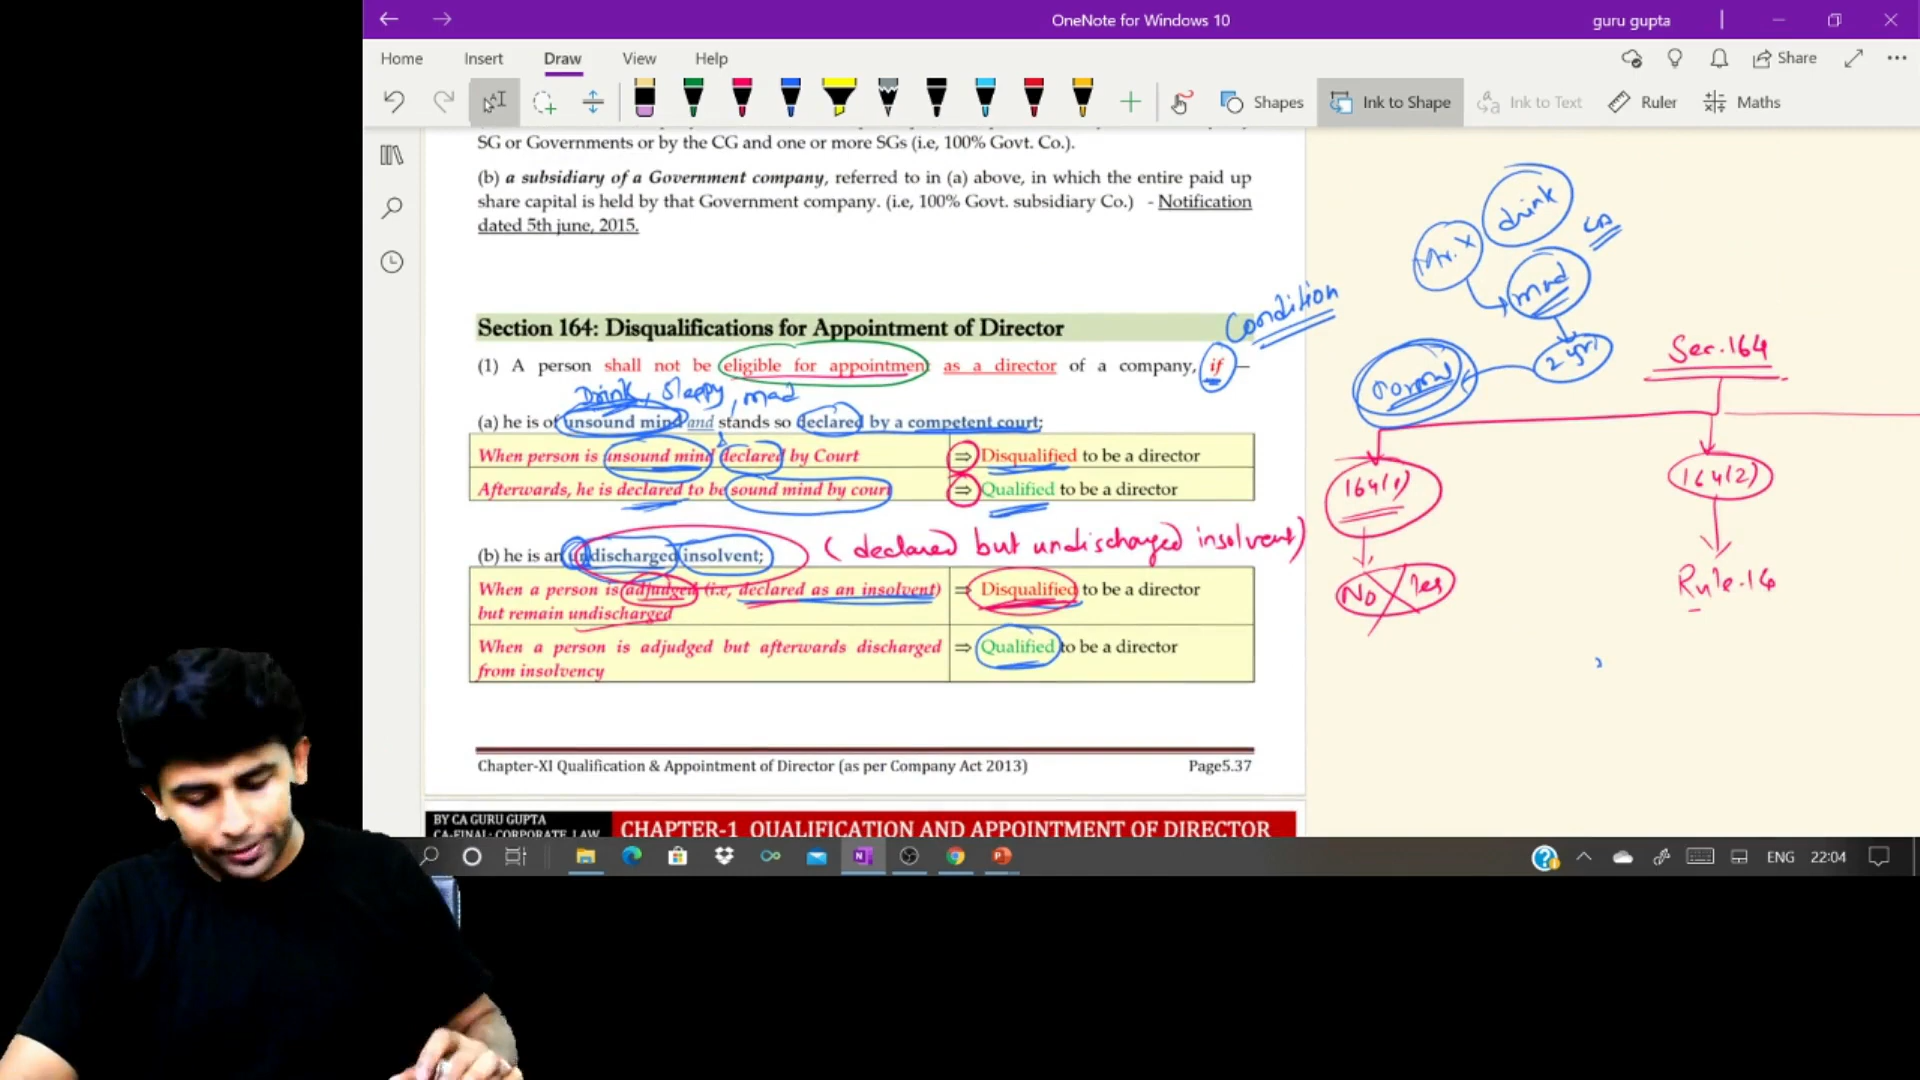 OneNote for Windows 10
guru gupta
Home Insert Draw View Help
Share
Shapes
Ink to Shape
Ink to Text
Ruler
Maths
SG or Governments or by the CG and one or more SGs (i.e, 100% Govt. Co.).
(b) a subsidiary of a Government company, referred to in (a) above, in which the entire paid up
share capital is held by that Government company. (i.e, 100% Govt. subsidiary Co.) - Notification
dated 5th june, 2015.
drink
Mr. X
mad
2 yrs
normal
Condition
Section 164: Disqualifications for Appointment of Director
(1) A person shall not be eligible for appointment as a director of a company, if —
Drink, Sleppy, mad
(a) he is of unsound mind and stands so declared by a competent court;
When person is unsound mind declared by Court ⇒ Disqualified to be a director
Afterwards, he is declared to be sound mind by court ⇒ Qualified to be a director
(b) he is an undischarged insolvent; (declared but undischarged insolvent)
When a person is adjudged (i.e, declared as an insolvent) ⇒ Disqualified to be a director
but remain undischarged
When a person is adjudged but afterwards discharged ⇒ Qualified to be a director
from insolvency
Sec.164
164(1)
164(2)
No Yes
Rule.14
Chapter-XI Qualification & Appointment of Director (as per Company Act 2013) Page5.37
BY CA GURU GUPTA
CA-FINAL: CORPORATE LAW
CHAPTER-1 QUALIFICATION AND APPOINTMENT OF DIRECTOR
ENG 22:04